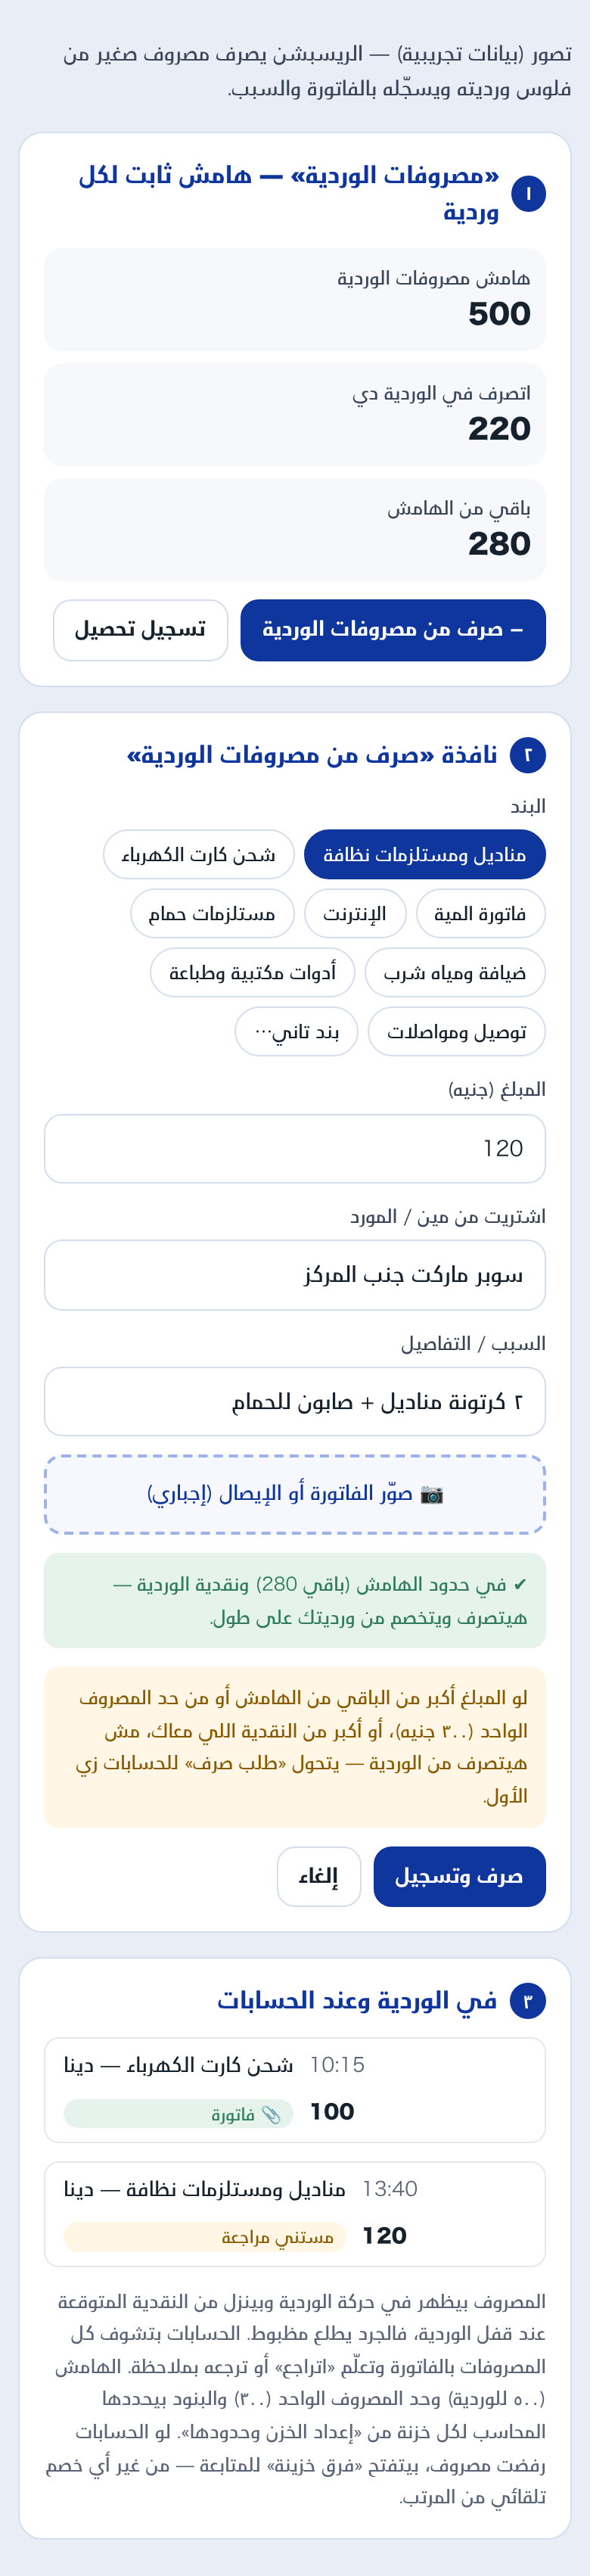 تصور (بيانات تجريبية) — الريسبشن يصرف مصروف صغير من
فلوس ورديته ويسجّله بالفاتورة والسبب.
١
«مصروفات الوردية» — هامش ثابت لكل
وردية
هامش مصروفات الوردية
500
اتصرف في الوردية دي
220
باقي من الهامش
280
– صرف من مصروفات الوردية
تسجيل تحصيل
٢ نافذة «صرف من مصروفات الوردية»
البند
مناديل ومستلزمات نظافة
شحن كارت الكهرباء
فاتورة المية
الإنترنت
مستلزمات حمام
ضيافة ومياه شرب
أدوات مكتبية وطباعة
توصيل ومواصلات
بند تاني…
المبلغ (جنيه)
120
اشتريت من مين / المورد
سوبر ماركت جنب المركز
السبب / التفاصيل
٢ كرتونة مناديل + صابون للحمام
📷 صوّر الفاتورة أو الإيصال (إجباري)
✔ في حدود الهامش (باقي 280) ونقدية الوردية —
هيتصرف ويتخصم من ورديتك على طول.
لو المبلغ أكبر من الباقي من الهامش أو من حد المصروف
الواحد (٣٠٠ جنيه)، أو أكبر من النقدية اللي معاك، مش
هيتصرف من الوردية — يتحول «طلب صرف» للحسابات زي
الأول.
صرف وتسجيل
إلغاء
٣ في الوردية وعند الحسابات
10:15 شحن كارت الكهرباء — دينا
100 📎 فاتورة
13:40 مناديل ومستلزمات نظافة — دينا
120 مستني مراجعة
المصروف بيظهر في حركة الوردية وبينزل من النقدية المتوقعة
عند قفل الوردية، فالجرد يطلع مظبوط. الحسابات بتشوف كل
المصروفات بالفاتورة وتعلّم «اتراجع» أو ترجعه بملاحظة. الهامش
(٥٠٠ للوردية) وحد المصروف الواحد (٣٠٠) والبنود بيحددها
المحاسب لكل خزنة من «إعداد الخزن وحدودها». لو الحسابات
رفضت مصروف، بيتفتح «فرق خزينة» للمتابعة — من غير أي خصم
تلقائي من المرتب.